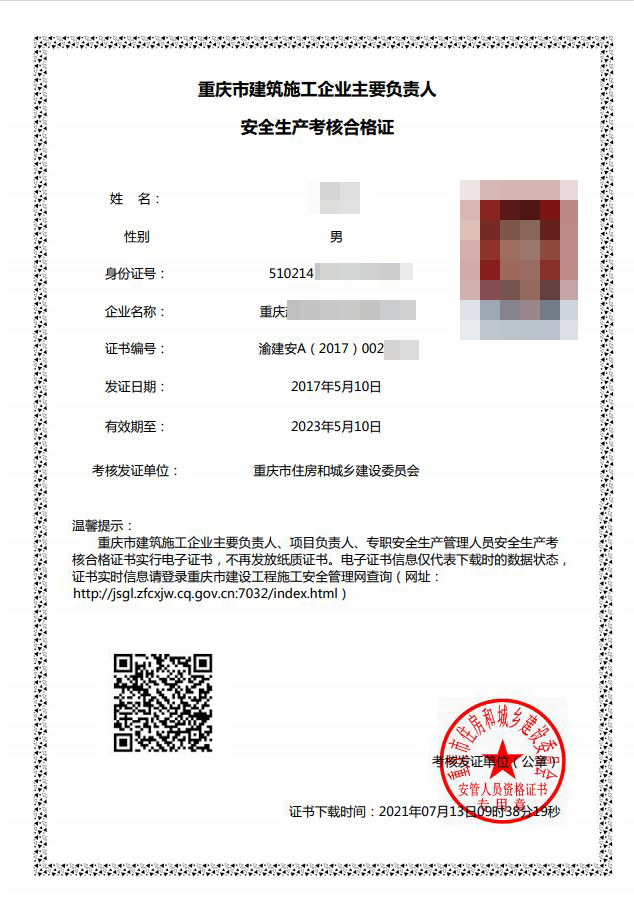 重庆市建筑施工企业主要负责人
安全生产考核合格证
姓 名：
性别 男
身份证号： 510214
企业名称： 重庆
证书编号： 渝建安A（2017）002
发证日期： 2017年5月10日
有效期至： 2023年5月10日
考核发证单位： 重庆市住房和城乡建设委员会
温馨提示：
重庆市建筑施工企业主要负责人、项目负责人、专职安全生产管理人员安全生产考
核合格证书实行电子证书，不再发放纸质证书。电子证书信息仅代表下载时的数据状态，
证书实时信息请登录重庆市建设工程施工安全管理网查询（网址：
http://jsgl.zfcxjw.cq.gov.cn:7032/index.html）
重庆市住房和城乡建设委员会
考核发证单位（公章）
安管人员资格证书
专用章
证书下载时间：2021年07月13日09时38分19秒